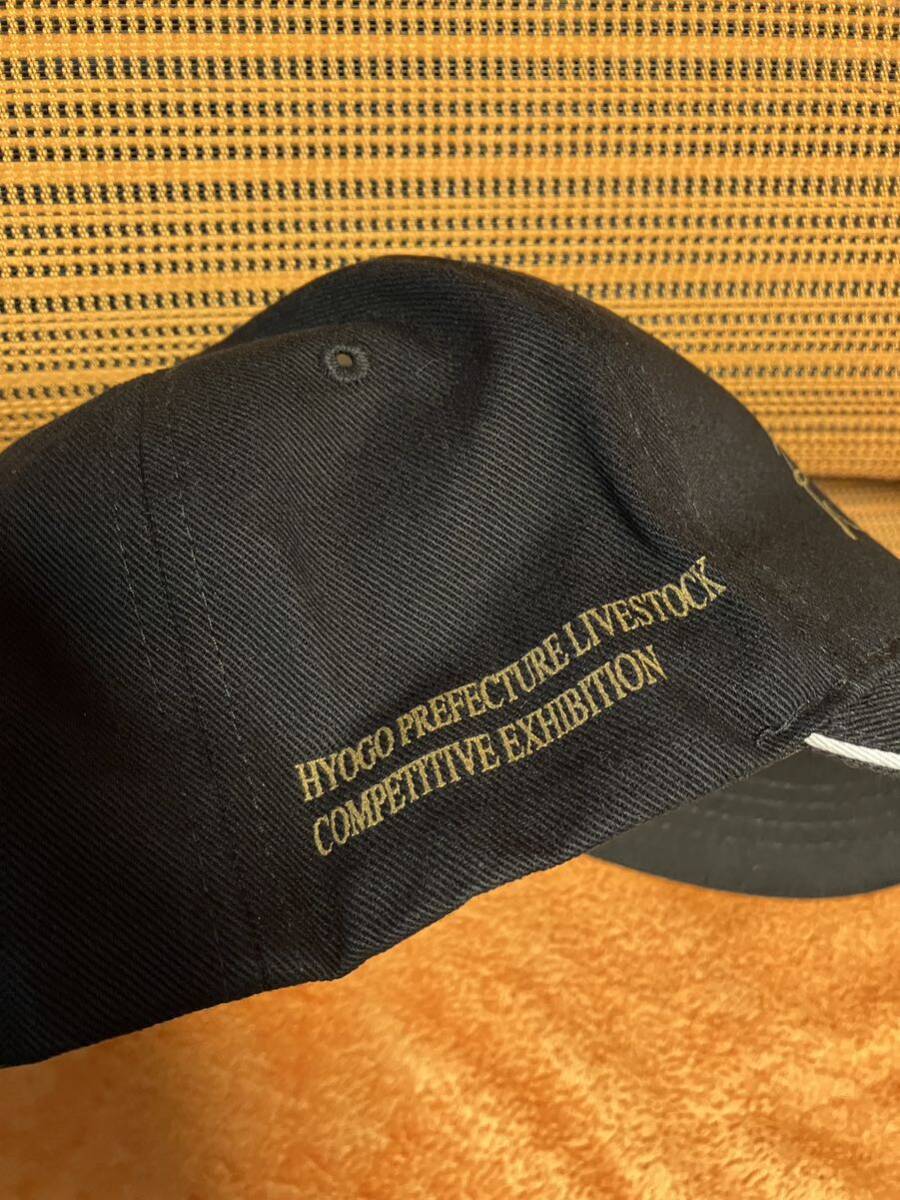 HYOGO PREFECTURE LIVESTOCK
COMPETITIVE EXHIBITION